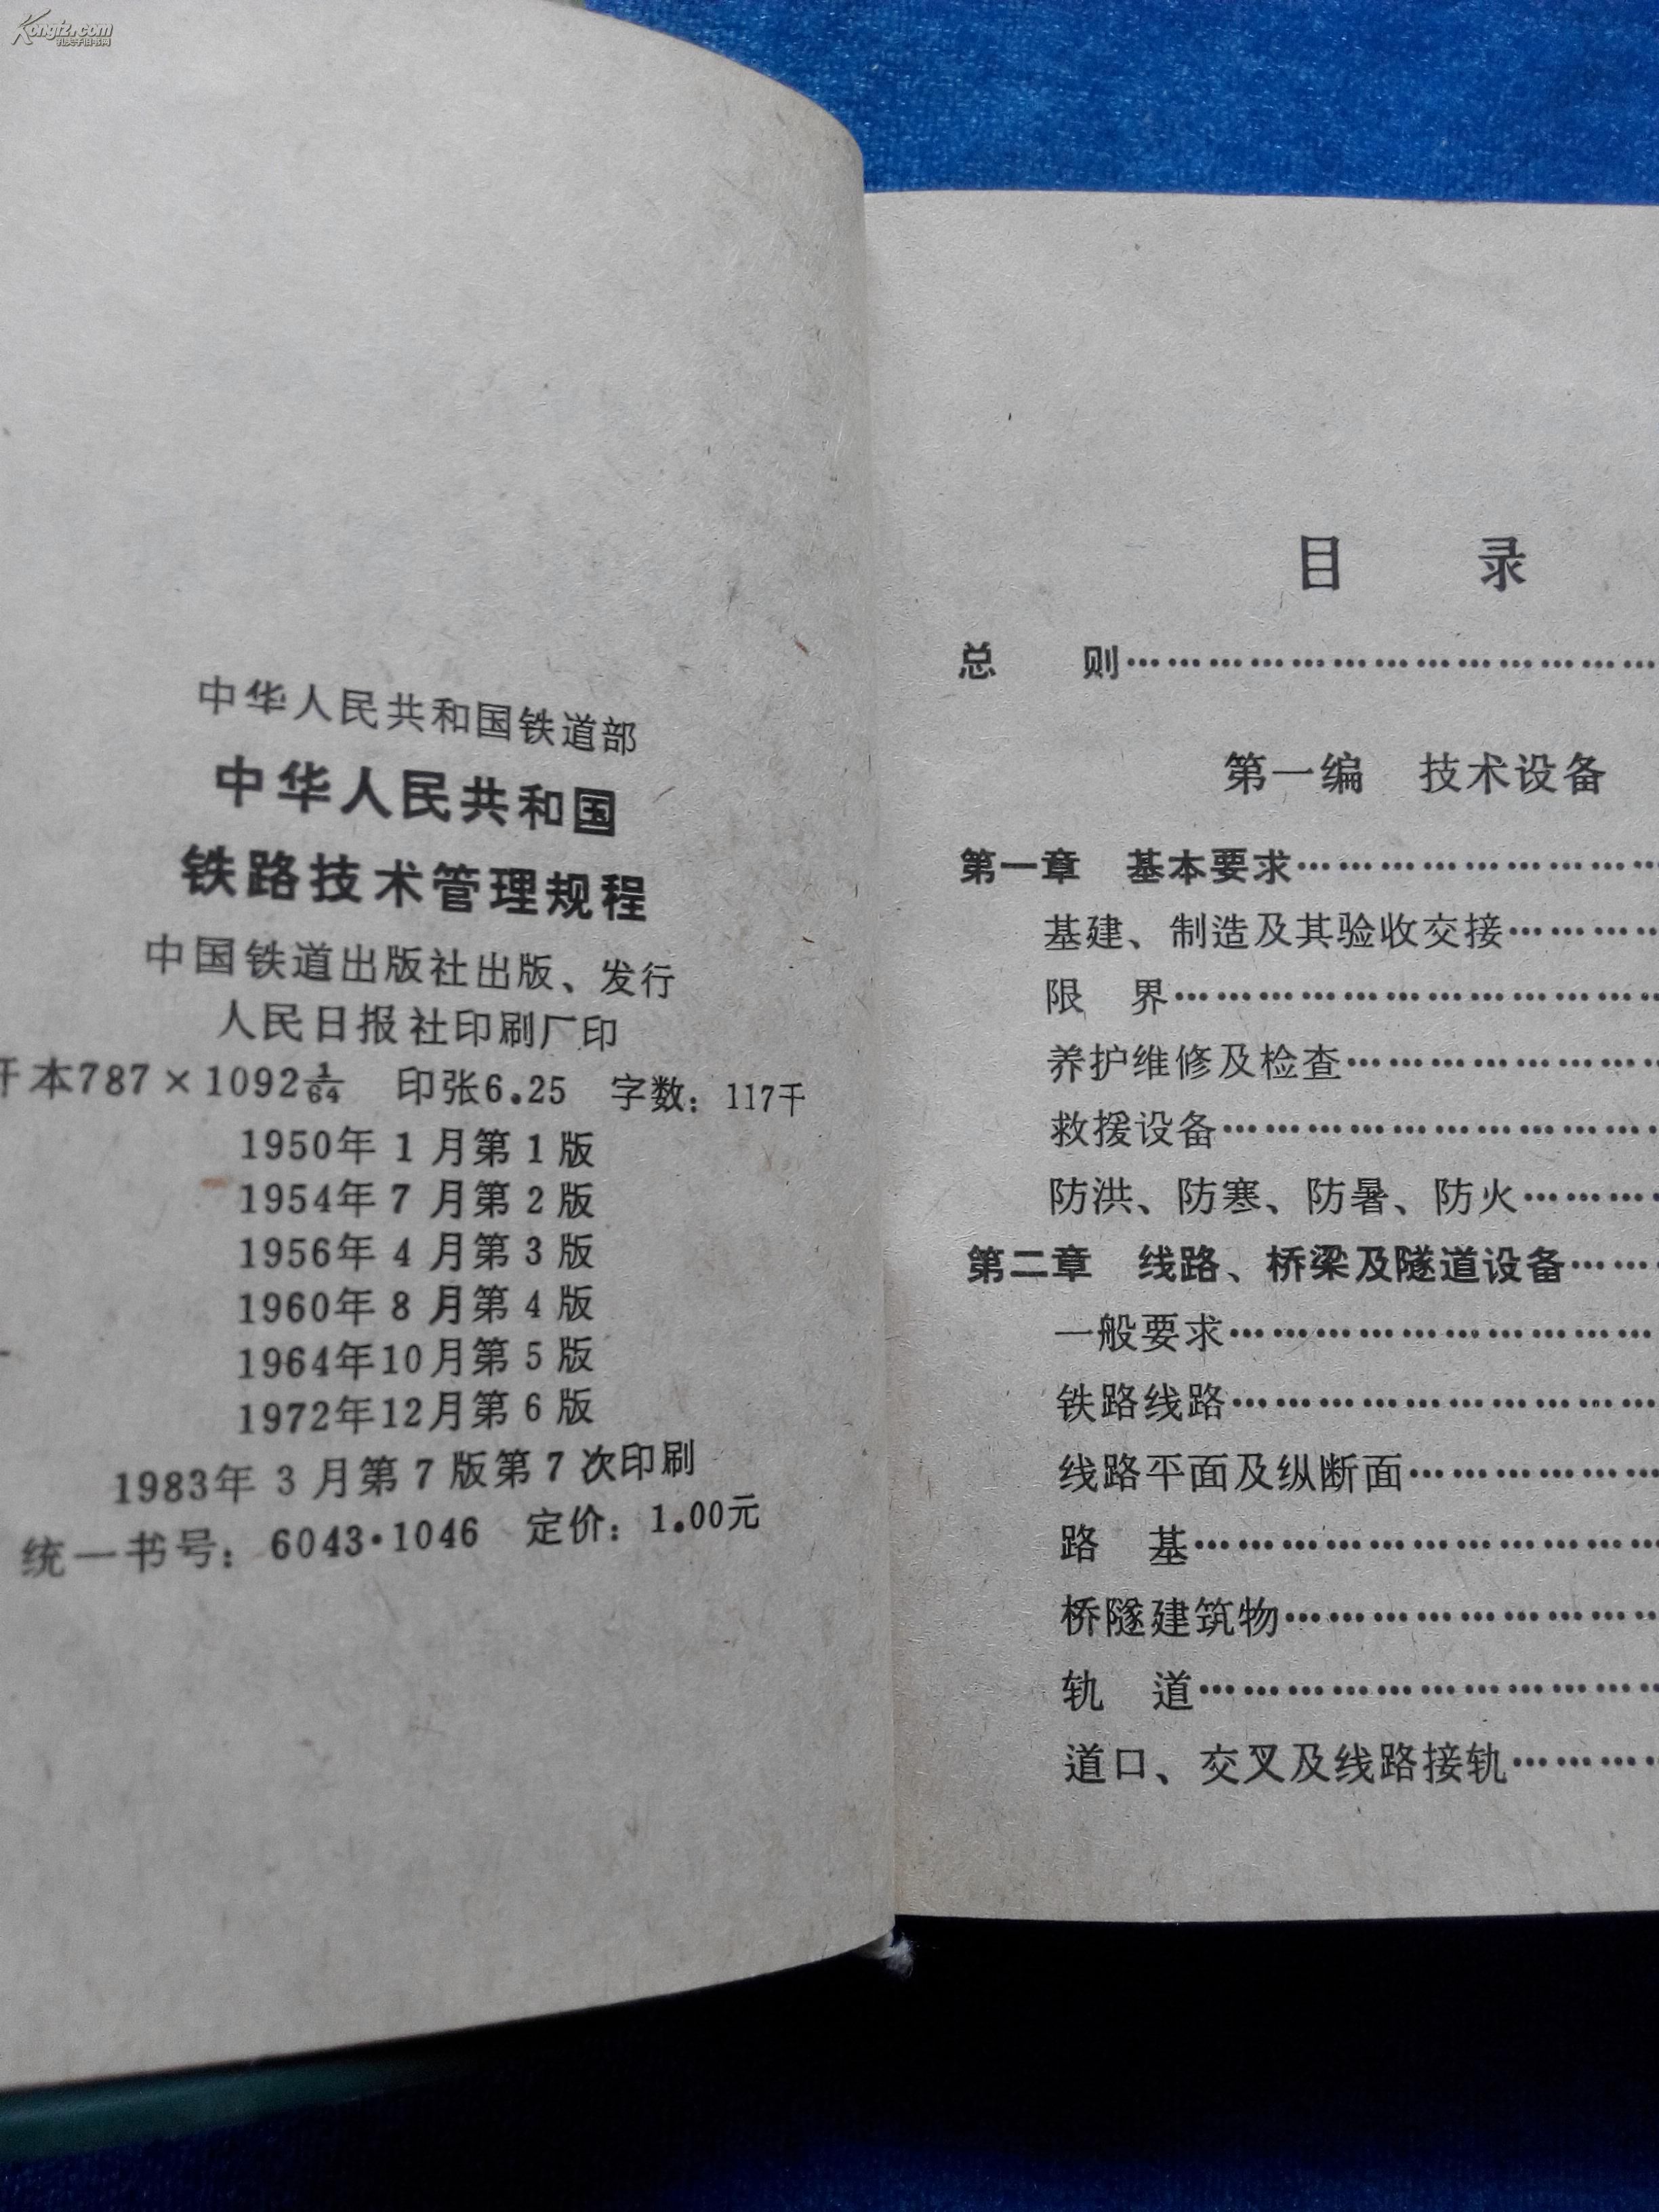 Kongfz.com
孔夫子旧书网
中华人民共和国铁道部
中华人民共和国
铁路技术管理规程
中国铁道出版社出版、发行
人民日报社印刷厂印
开本787×1092 1/64 印张6.25 字数：117千
1950年1月第1版
1954年7月第2版
1956年4月第3版
1960年8月第4版
1964年10月第5版
1972年12月第6版
1983年3月第7版第7次印刷
统一书号：6043·1046 定价：1.00元
目 录
总 则………………………………
第一编 技术设备
第一章 基本要求………………………
基建、制造及其验收交接…………
限 界………………………………
养护维修及检查……………………
救援设备……………………………
防洪、防寒、防暑、防火…………
第二章 线路、桥梁及隧道设备………
一般要求……………………………
铁路线路……………………………
线路平面及纵断面…………………
路 基………………………………
桥隧建筑物…………………………
轨 道………………………………
道口、交叉及线路接轨……………